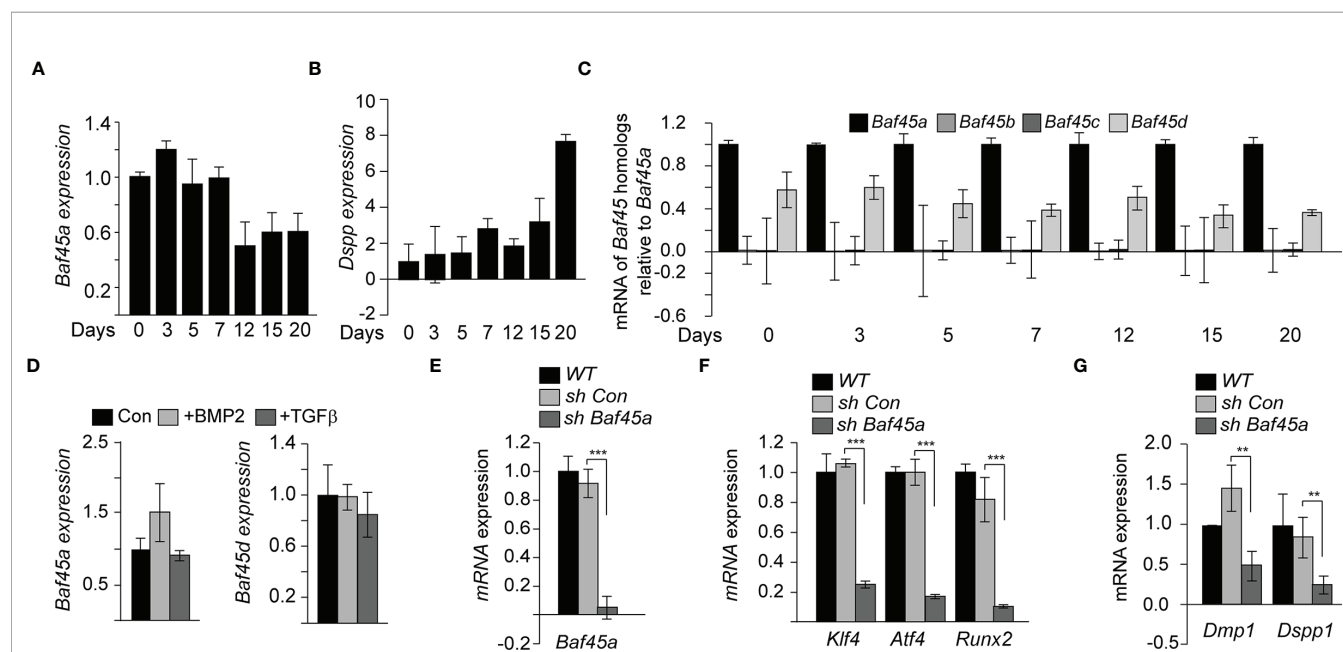 A
Baf45a expression
1.4
1.0
0.6
0.2
Days 0 3 5 7 12 15 20
B
Dspp expression
10
8
6
4
2
0
-2
Days 0 3 5 7 12 15 20
C
Baf45a Baf45b Baf45c Baf45d
mRNA of Baf45 homologs
relative to Baf45a
1.2
0.8
0.4
0.0
-0.2
-0.6
Days 0 3 5 7 12 15 20
D
Con +BMP2 +TGFβ
Baf45a expression
2.5
1.5
0.5
Baf45d expression
1.4
1.0
0.6
0.2
E
WT
sh Con
sh Baf45a
mRNA expression
1.2
1.0
0.8
0.6
0.4
0.2
0.0
-0.2
***
Baf45a
F
WT
sh Con
sh Baf45a
mRNA expression
1.2
1.0
0.8
0.6
0.4
0.2
*** *** ***
Klf4 Atf4 Runx2
G
WT
sh Con
sh Baf45a
mRNA expression
2.0
1.5
1.0
0.5
0.0
-0.5
** **
Dmp1 Dspp1